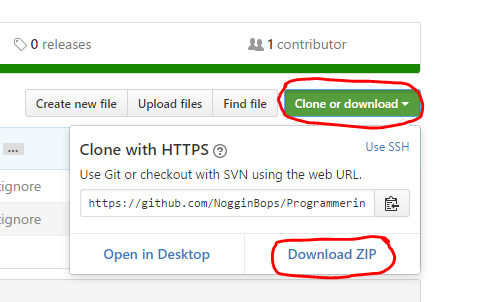 0 releases
1 contributor
Create new file
Upload files
Find file
Clone or download
...
Clone with HTTPS ?
Use SSH
Use Git or checkout with SVN using the web URL.
tignore
https://github.com/NogginBops/Programmerin
tignore
Open in Desktop
Download ZIP